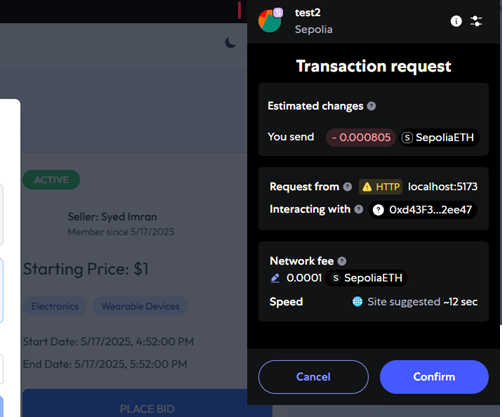 test2
Sepolia
Transaction request
Estimated changes
You send - 0.000805 S SepoliaETH
Request from HTTP localhost:5173
Interacting with 0xd43F3...2ee47
Network fee
0.0001 S SepoliaETH
Speed Site suggested ~12 sec
Cancel Confirm
ACTIVE
Seller: Syed Imran
Member since 5/17/2025
Starting Price: $1
Electronics Wearable Devices
Start Date: 5/17/2025, 4:52:00 PM
End Date: 5/17/2025, 5:52:00 PM
PLACE BID